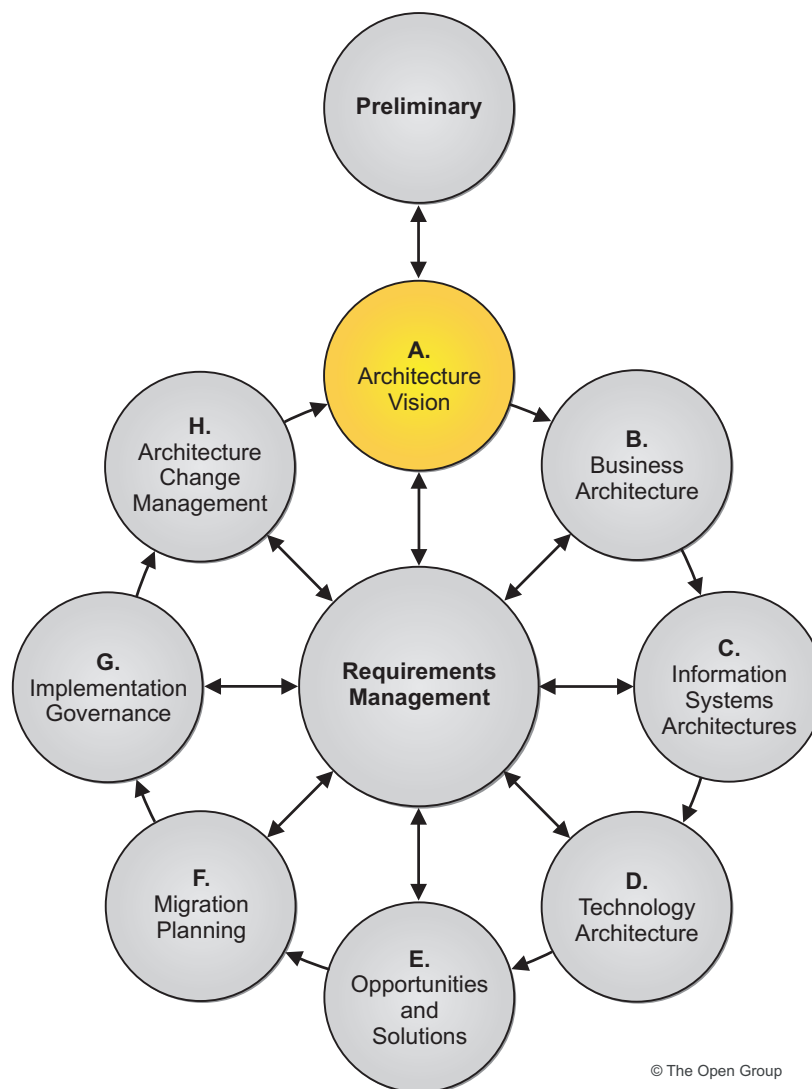 Preliminary
A.
Architecture
Vision
B.
Business
Architecture
C.
Information
Systems
Architectures
D.
Technology
Architecture
E.
Opportunities
and
Solutions
F.
Migration
Planning
G.
Implementation
Governance
H.
Architecture
Change
Management
Requirements
Management
© The Open Group